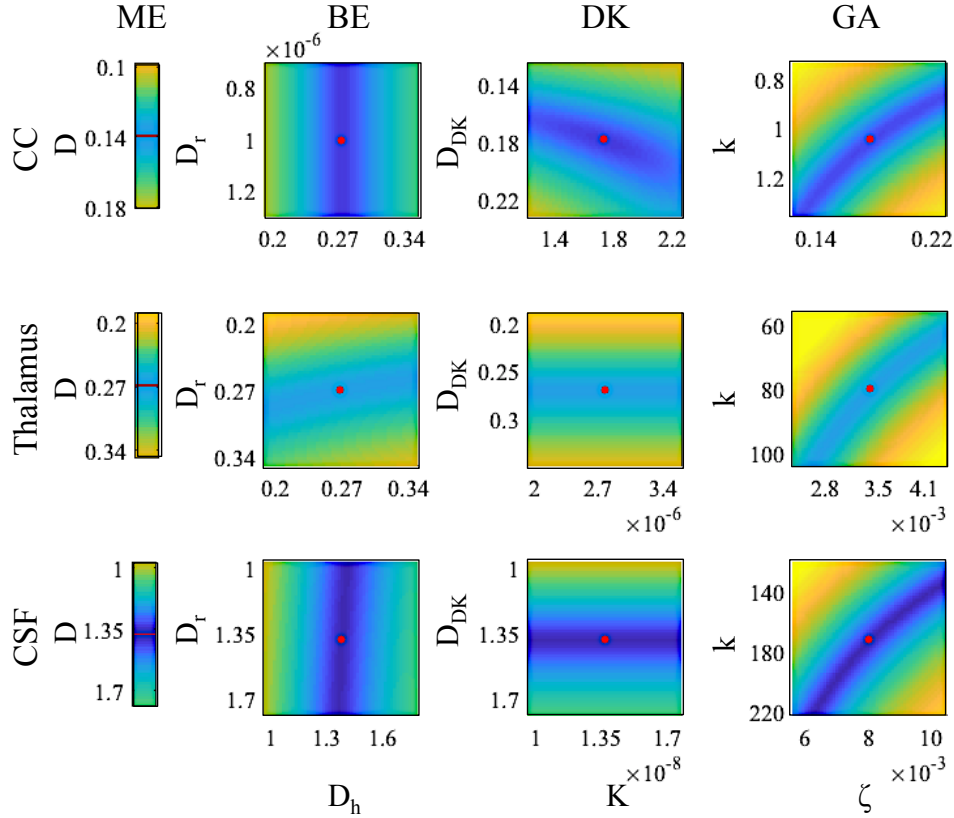 ME BE DK GA
×10⁻⁶
CC
D 0.1 0.14 0.18
D_r 0.8 1 1.2
0.2 0.27 0.34
D_DK 0.14 0.18 0.22
1.4 1.8 2.2
k 0.8 1 1.2
0.14 0.22
Thalamus
D 0.2 0.27 0.34
D_r 0.2 0.27 0.34
0.2 0.27 0.34
D_DK 0.2 0.25 0.3
2 2.7 3.4
×10⁻⁶
k 60 80 100
2.8 3.5 4.1
×10⁻³
CSF
D 1 1.35 1.7
D_r 1 1.35 1.7
1 1.3 1.6
D_h
D_DK 1 1.35 1.7
1 1.35 1.7
×10⁻⁸
K
k 140 180 220
6 8 10
×10⁻³
ζ